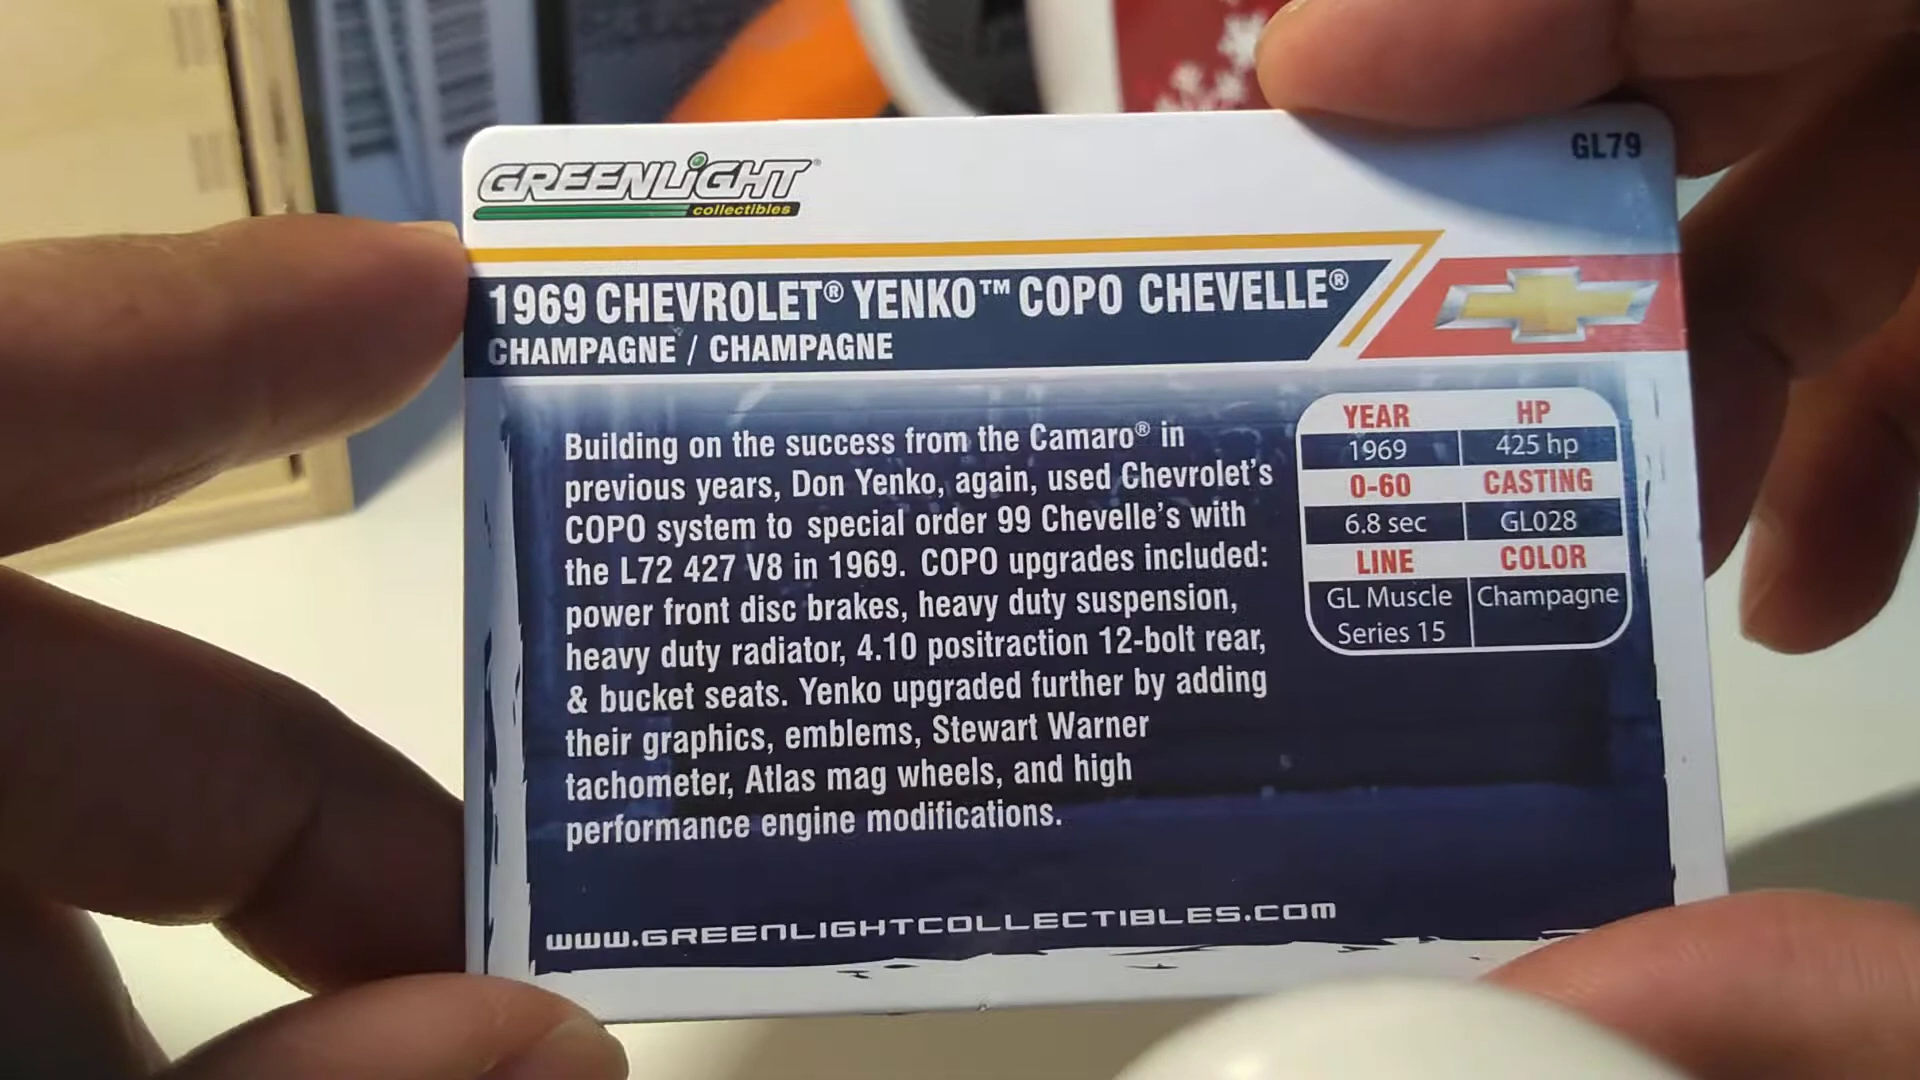 GREENLiGHT®
collectibles
GL79
1969 CHEVROLET® YENKO™ COPO CHEVELLE®
CHAMPAGNE / CHAMPAGNE
Building on the success from the Camaro® in
previous years, Don Yenko, again, used Chevrolet's
COPO system to special order 99 Chevelle's with
the L72 427 V8 in 1969. COPO upgrades included:
power front disc brakes, heavy duty suspension,
heavy duty radiator, 4.10 positraction 12-bolt rear,
& bucket seats. Yenko upgraded further by adding
their graphics, emblems, Stewart Warner
tachometer, Atlas mag wheels, and high
performance engine modifications.
YEAR HP
1969 425 hp
0-60 CASTING
6.8 sec GL028
LINE COLOR
GL Muscle Champagne
Series 15
WWW.GREENLIGHTCOLLECTIBLES.COM